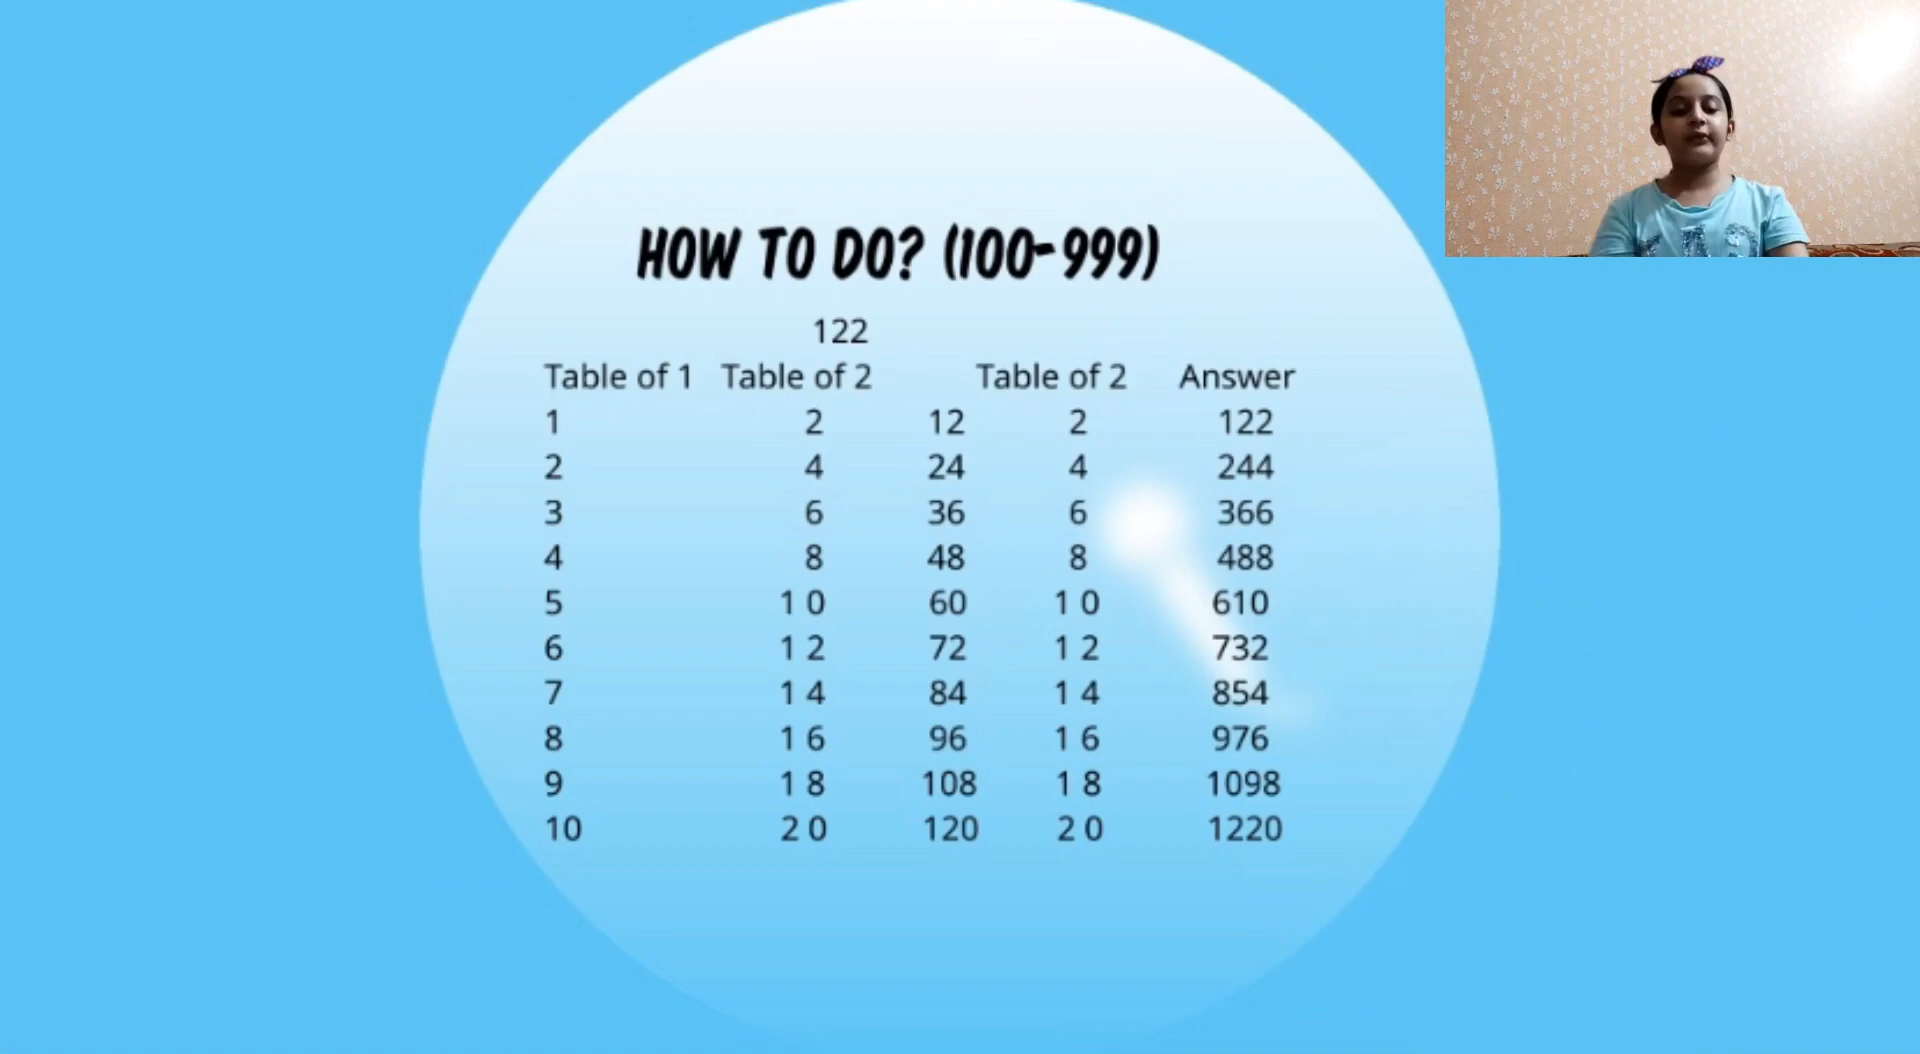 HOW TO DO? (100-999)
122
Table of 1 Table of 2 Table of 2 Answer
1 2 12 2 122
2 4 24 4 244
3 6 36 6 366
4 8 48 8 488
5 1 0 60 1 0 610
6 1 2 72 1 2 732
7 1 4 84 1 4 854
8 1 6 96 1 6 976
9 1 8 108 1 8 1098
10 2 0 120 2 0 1220